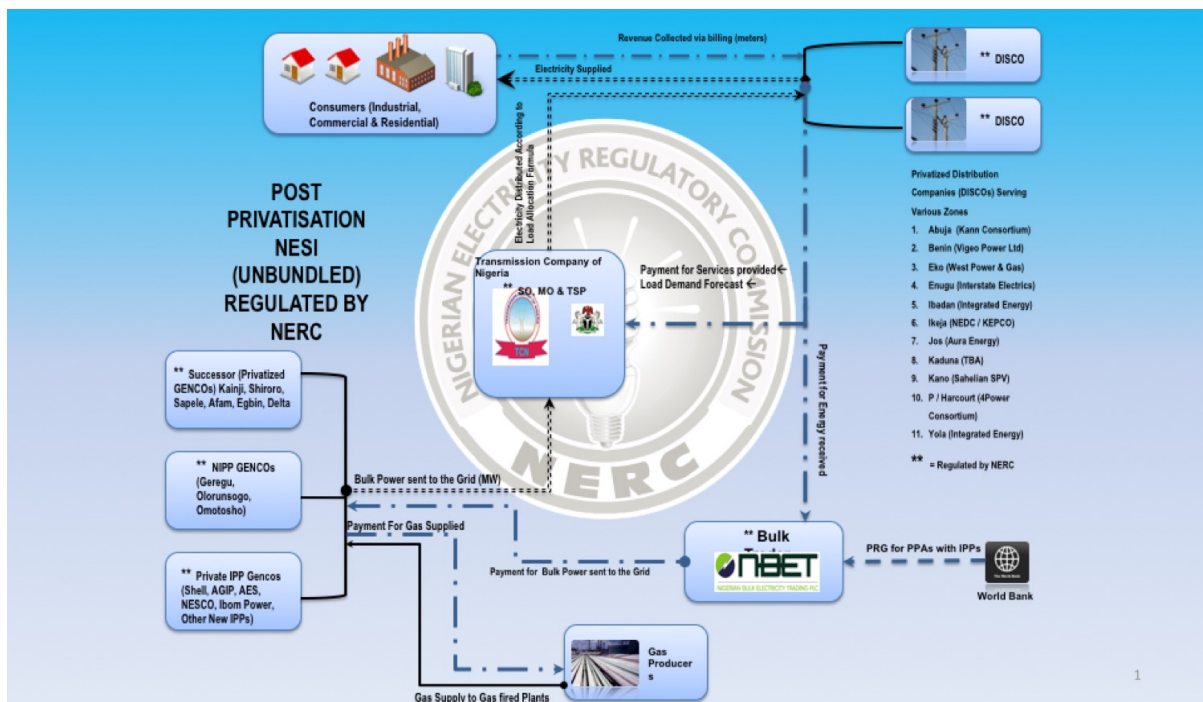 Revenue Collected via billing (meters)
Electricity Supplied
Consumers (Industrial,
Commercial & Residential)
** DISCO
** DISCO
Electricity Distributed According to
Load Allocation Formula
NIGERIAN ELECTRICITY REGULATORY COMMISSION
NERC
POST
PRIVATISATION
NESI
(UNBUNDLED)
REGULATED BY
NERC
Transmission Company of
Nigeria
** SO, MO & TSP
TCN
Payment for Services provided←
Load Demand Forecast ←
Privatized Distribution
Companies (DISCOs) Serving
Various Zones
1. Abuja (Kann Consortium)
2. Benin (Vigeo Power Ltd)
3. Eko (West Power & Gas)
4. Enugu (Interstate Electrics)
5. Ibadan (Integrated Energy)
6. Ikeja (NEDC / KEPCO)
7. Jos (Aura Energy)
8. Kaduna (TBA)
9. Kano (Sahelian SPV)
10. P / Harcourt (4Power
Consortium)
11. Yola (Integrated Energy)
** = Regulated by NERC
Payment for Energy received
** Successor (Privatized
GENCOs) Kainji, Shiroro,
Sapele, Afam, Egbin, Delta
** NIPP GENCOs
(Geregu,
Olorunsogo,
Omotosho)
** Private IPP Gencos
(Shell, AGIP, AES,
NESCO, Ibom Power,
Other New IPPs)
Bulk Power sent to the Grid (MW)
Payment For Gas Supplied
Payment for Bulk Power sent to the Grid
** Bulk
Trader
NBET
NIGERIAN BULK ELECTRICITY TRADING PLC
PRG for PPAs with IPPs
The World Bank
World Bank
Gas
Producer
s
Gas Supply to Gas fired Plants
1